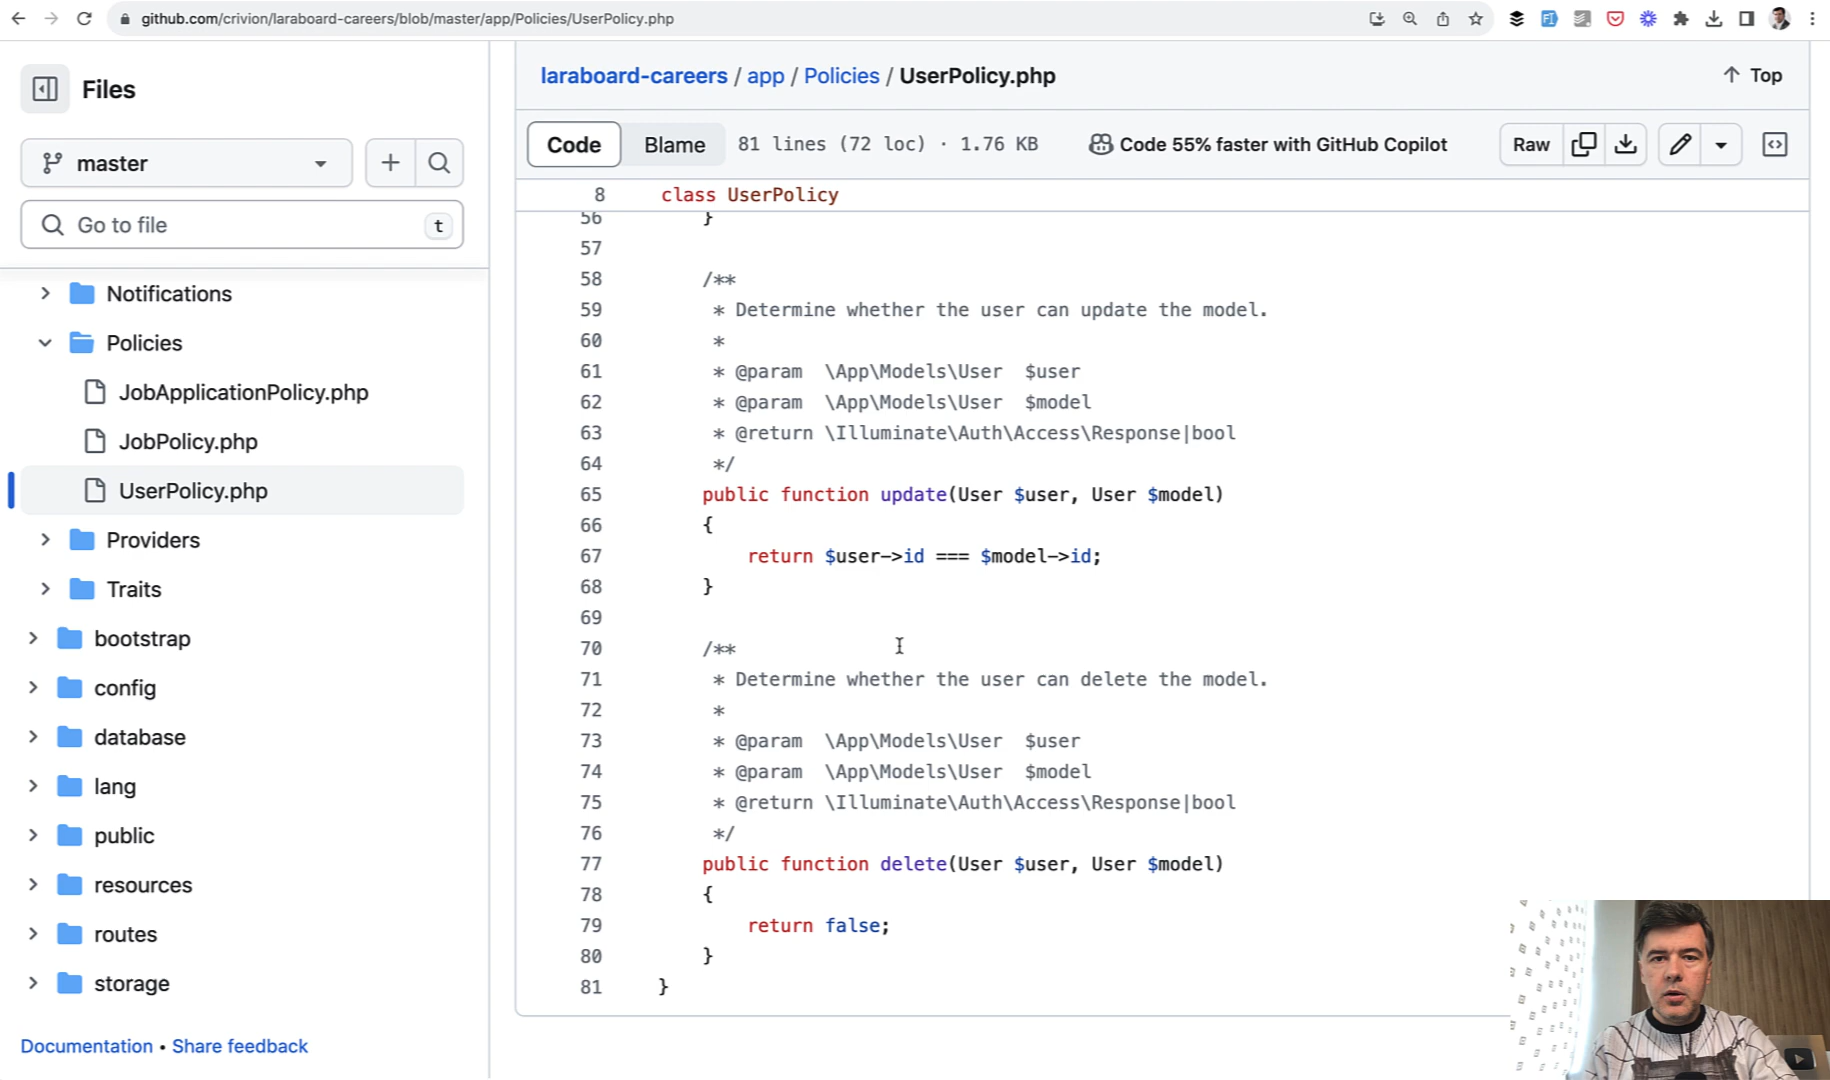 github.com/crivion/laraboard-careers/blob/master/app/Policies/UserPolicy.php
Files
master
Go to file
t
Notifications
Policies
JobApplicationPolicy.php
JobPolicy.php
UserPolicy.php
Providers
Traits
bootstrap
config
database
lang
public
resources
routes
storage
Documentation • Share feedback
laraboard-careers / app / Policies / UserPolicy.php
Top
Code
Blame
81 lines (72 loc) · 1.76 KB
Code 55% faster with GitHub Copilot
Raw
8 class UserPolicy
56 }
57
58 /**
59 * Determine whether the user can update the model.
60 *
61 * @param \App\Models\User $user
62 * @param \App\Models\User $model
63 * @return \Illuminate\Auth\Access\Response|bool
64 */
65 public function update(User $user, User $model)
66 {
67 return $user->id === $model->id;
68 }
69
70 /**
71 * Determine whether the user can delete the model.
72 *
73 * @param \App\Models\User $user
74 * @param \App\Models\User $model
75 * @return \Illuminate\Auth\Access\Response|bool
76 */
77 public function delete(User $user, User $model)
78 {
79 return false;
80 }
81 }